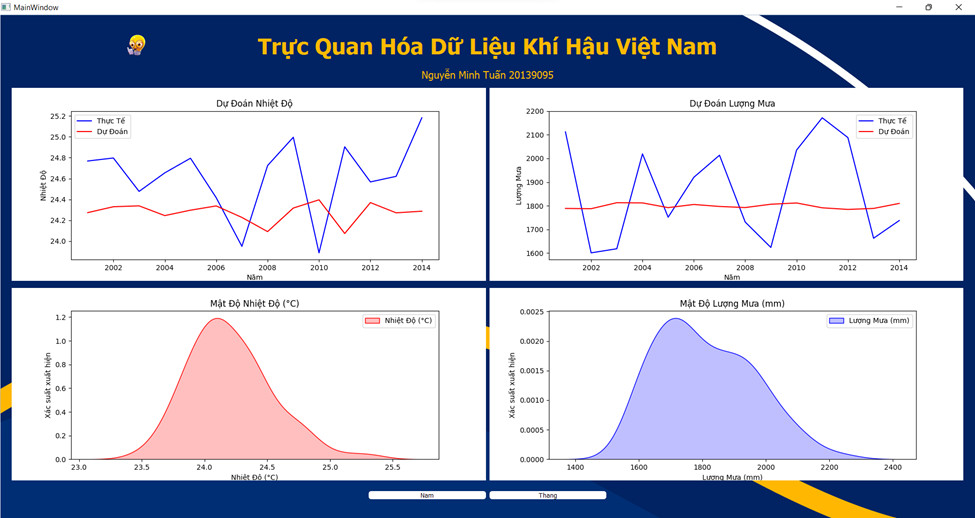 MainWindow
Trực Quan Hóa Dữ Liệu Khí Hậu Việt Nam
Nguyễn Minh Tuấn 20139095
Dự Đoán Nhiệt Độ
Thực Tế
Dự Đoán
Nhiệt Độ
25.2
25.0
24.8
24.6
24.4
24.2
24.0
2002 2004 2006 2008 2010 2012 2014
Năm
Dự Đoán Lượng Mưa
Thực Tế
Dự Đoán
Lượng Mưa
2200
2100
2000
1900
1800
1700
1600
2002 2004 2006 2008 2010 2012 2014
Năm
Mật Độ Nhiệt Độ (°C)
Nhiệt Độ (°C)
Xác suất xuất hiện
1.2
1.0
0.8
0.6
0.4
0.2
0.0
23.0 23.5 24.0 24.5 25.0 25.5
Nhiệt Độ (°C)
Mật Độ Lượng Mưa (mm)
Lượng Mưa (mm)
Xác suất xuất hiện
0.0025
0.0020
0.0015
0.0010
0.0005
0.0000
1400 1600 1800 2000 2200 2400
Lượng Mưa (mm)
Nam
Thang